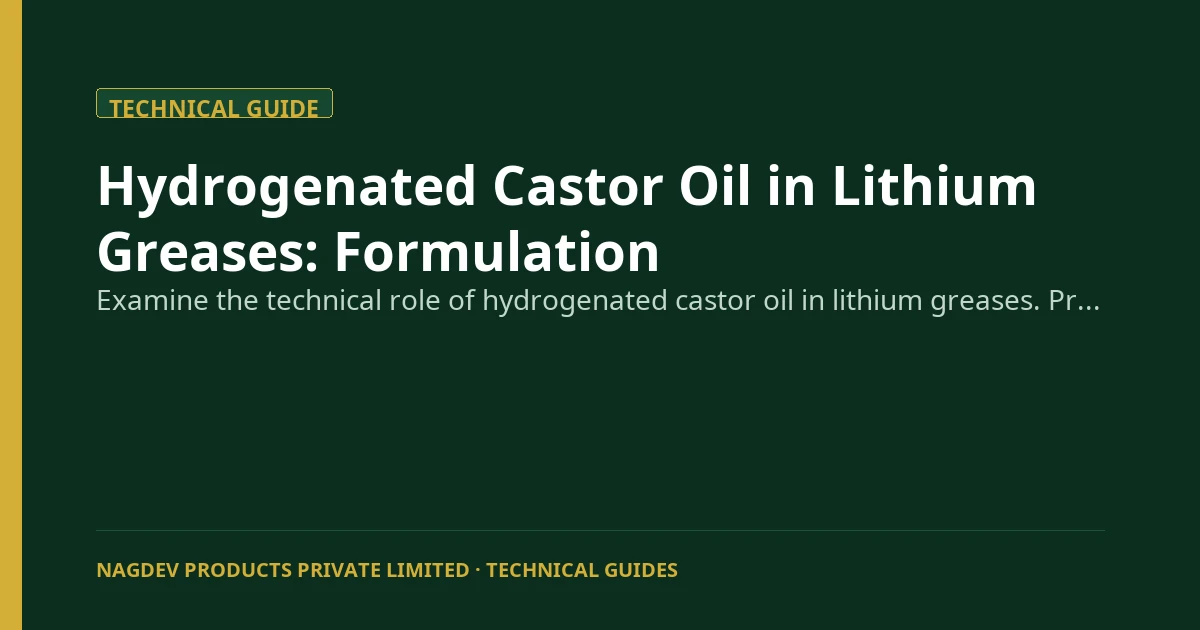 TECHNICAL GUIDE
Hydrogenated Castor Oil in Lithium
Greases: Formulation
Examine the technical role of hydrogenated castor oil in lithium greases. Pr...
NAGDEV PRODUCTS PRIVATE LIMITED · TECHNICAL GUIDES